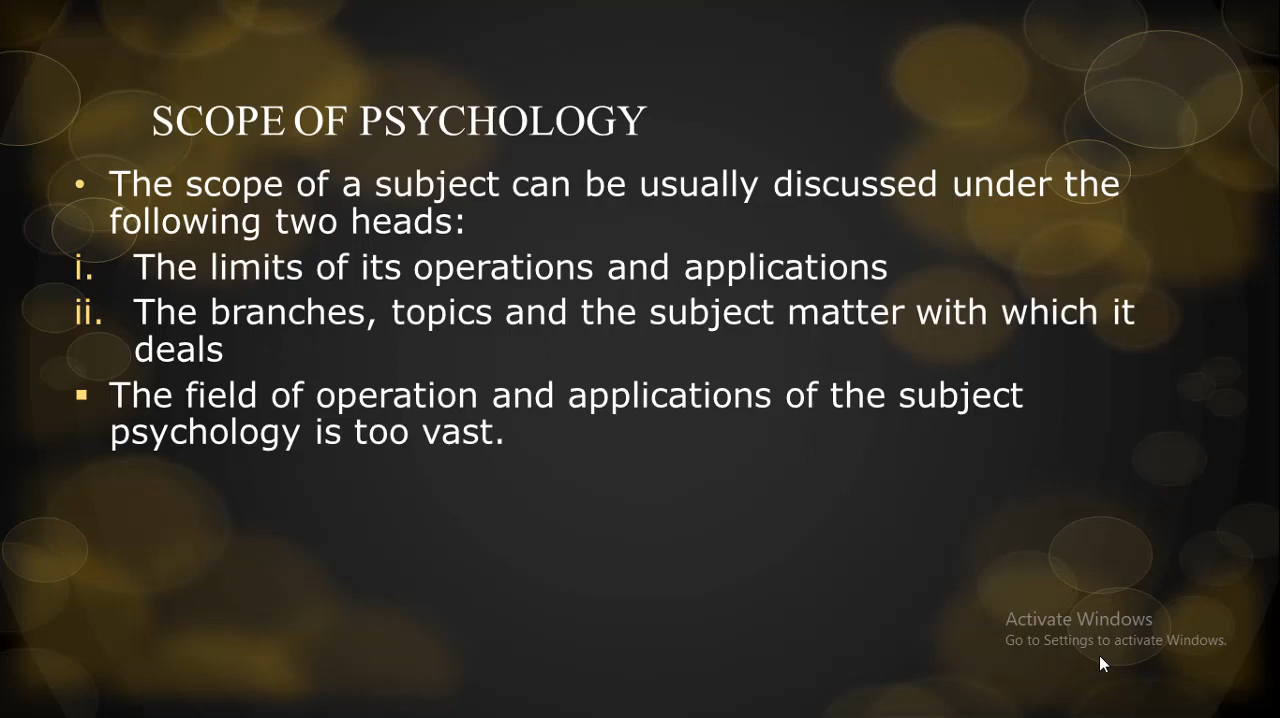 SCOPE OF PSYCHOLOGY
• The scope of a subject can be usually discussed under the
following two heads:
i. The limits of its operations and applications
ii. The branches, topics and the subject matter with which it
deals
▪ The field of operation and applications of the subject
psychology is too vast.
Activate Windows
Go to Settings to activate Windows.